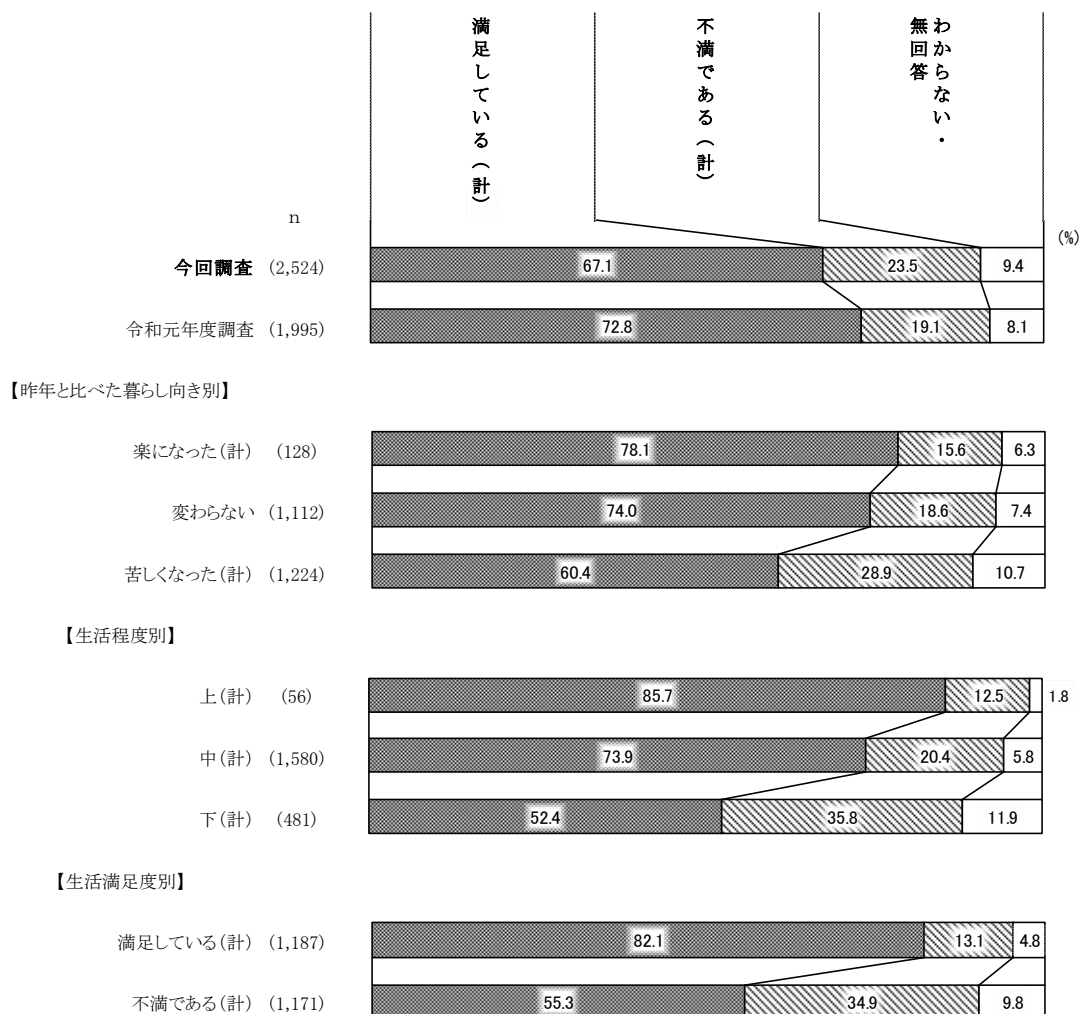 満足している(計)
不満である(計)
わからない・
無回答
n
(%)
今回調査 (2,524) 67.1 23.5 9.4
令和元年度調査 (1,995) 72.8 19.1 8.1
【昨年と比べた暮らし向き別】
楽になった(計) (128) 78.1 15.6 6.3
変わらない (1,112) 74.0 18.6 7.4
苦しくなった(計) (1,224) 60.4 28.9 10.7
【生活程度別】
上(計) (56) 85.7 12.5 1.8
中(計) (1,580) 73.9 20.4 5.8
下(計) (481) 52.4 35.8 11.9
【生活満足度別】
満足している(計) (1,187) 82.1 13.1 4.8
不満である(計) (1,171) 55.3 34.9 9.8